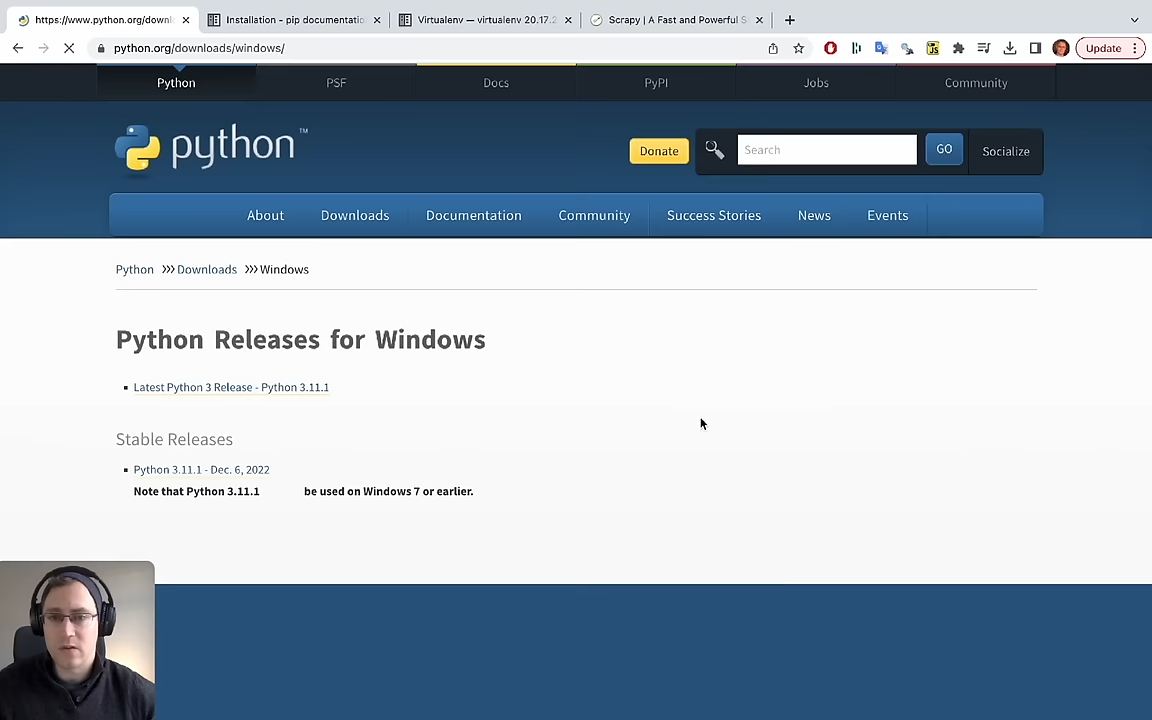 https://www.python.org/downl
Installation - pip documentatio
Virtualenv — virtualenv 20.17.2
Scrapy | A Fast and Powerful S
python.org/downloads/windows/
Update
Python
PSF
Docs
PyPI
Jobs
Community
python™
Donate
Search
GO
Socialize
About
Downloads
Documentation
Community
Success Stories
News
Events
Python >>> Downloads >>> Windows
Python Releases for Windows
Latest Python 3 Release - Python 3.11.1
Stable Releases
Python 3.11.1 - Dec. 6, 2022
Note that Python 3.11.1 be used on Windows 7 or earlier.